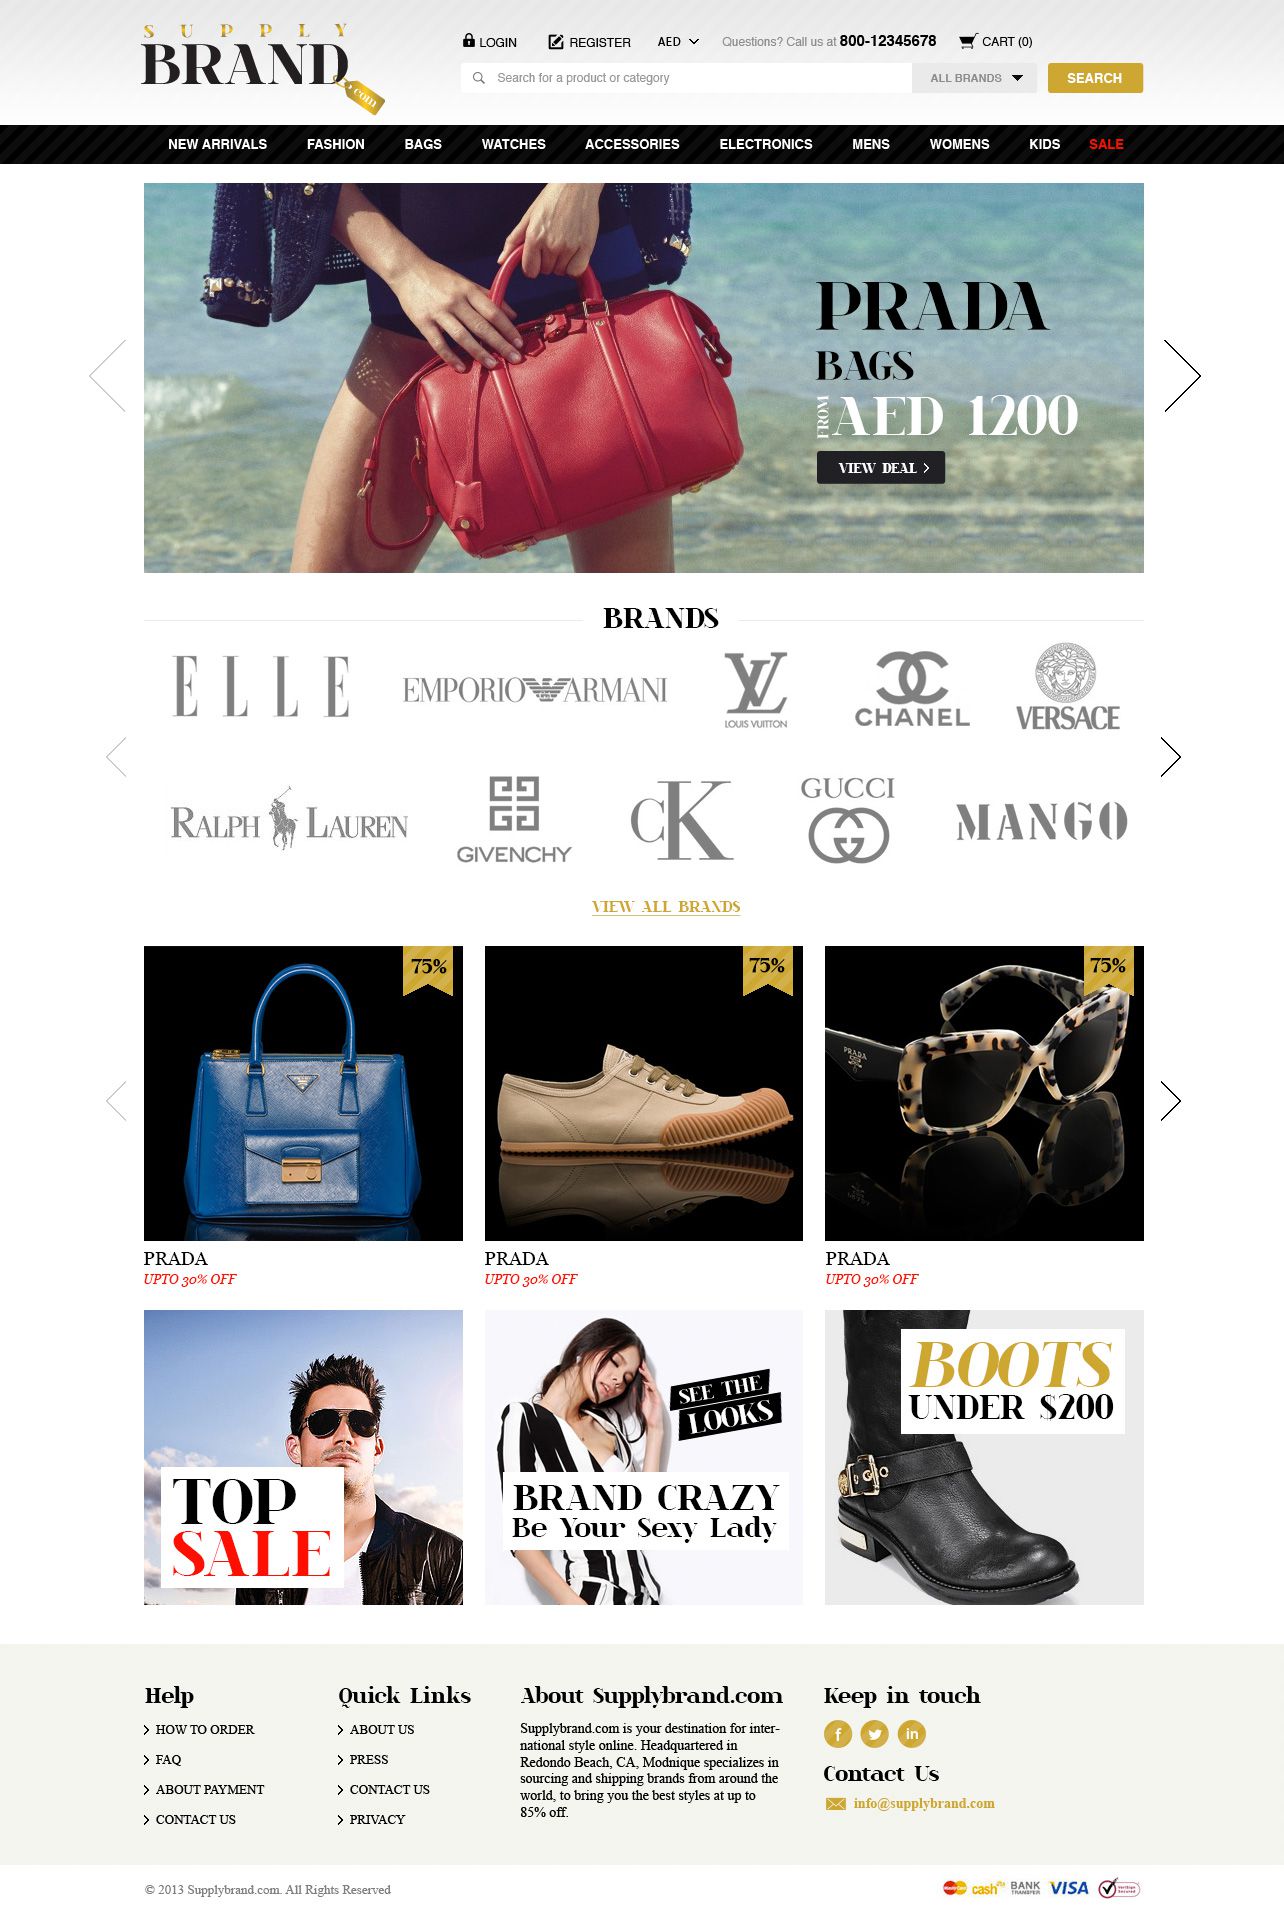 SUPPLY
BRAND
.com
LOGIN
REGISTER
AED
Questions? Call us at 800-12345678
CART (0)
Search for a product or category
ALL BRANDS
SEARCH
NEW ARRIVALS
FASHION
BAGS
WATCHES
ACCESSORIES
ELECTRONICS
MENS
WOMENS
KIDS
SALE
PRADA
BAGS
FROM AED 1200
VIEW DEAL
BRANDS
ELLE
EMPORIO ARMANI
LV
LOUIS VUITTON
CHANEL
VERSACE
RALPH LAUREN
GIVENCHY
cK
GUCCI
MANGO
VIEW ALL BRANDS
75%
75%
75%
PRADA
PRADA
UPTO 30% OFF
PRADA
UPTO 30% OFF
PRADA
UPTO 30% OFF
TOP
SALE
SEE THE
LOOKS
BRAND CRAZY
Be Your Sexy Lady
BOOTS
UNDER $200
Help
HOW TO ORDER
FAQ
ABOUT PAYMENT
CONTACT US
Quick Links
ABOUT US
PRESS
CONTACT US
PRIVACY
About Supplybrand.com
Supplybrand.com is your destination for inter-
national style online. Headquartered in
Redondo Beach, CA, Modnique specializes in
sourcing and shipping brands from around the
world, to bring you the best styles at up to
85% off.
Keep in touch
f
in
Contact Us
info@supplybrand.com
© 2013 Supplybrand.com. All Rights Reserved
MasterCard
cash
BANK
TRANSFER
VISA
VeriSign
Secured